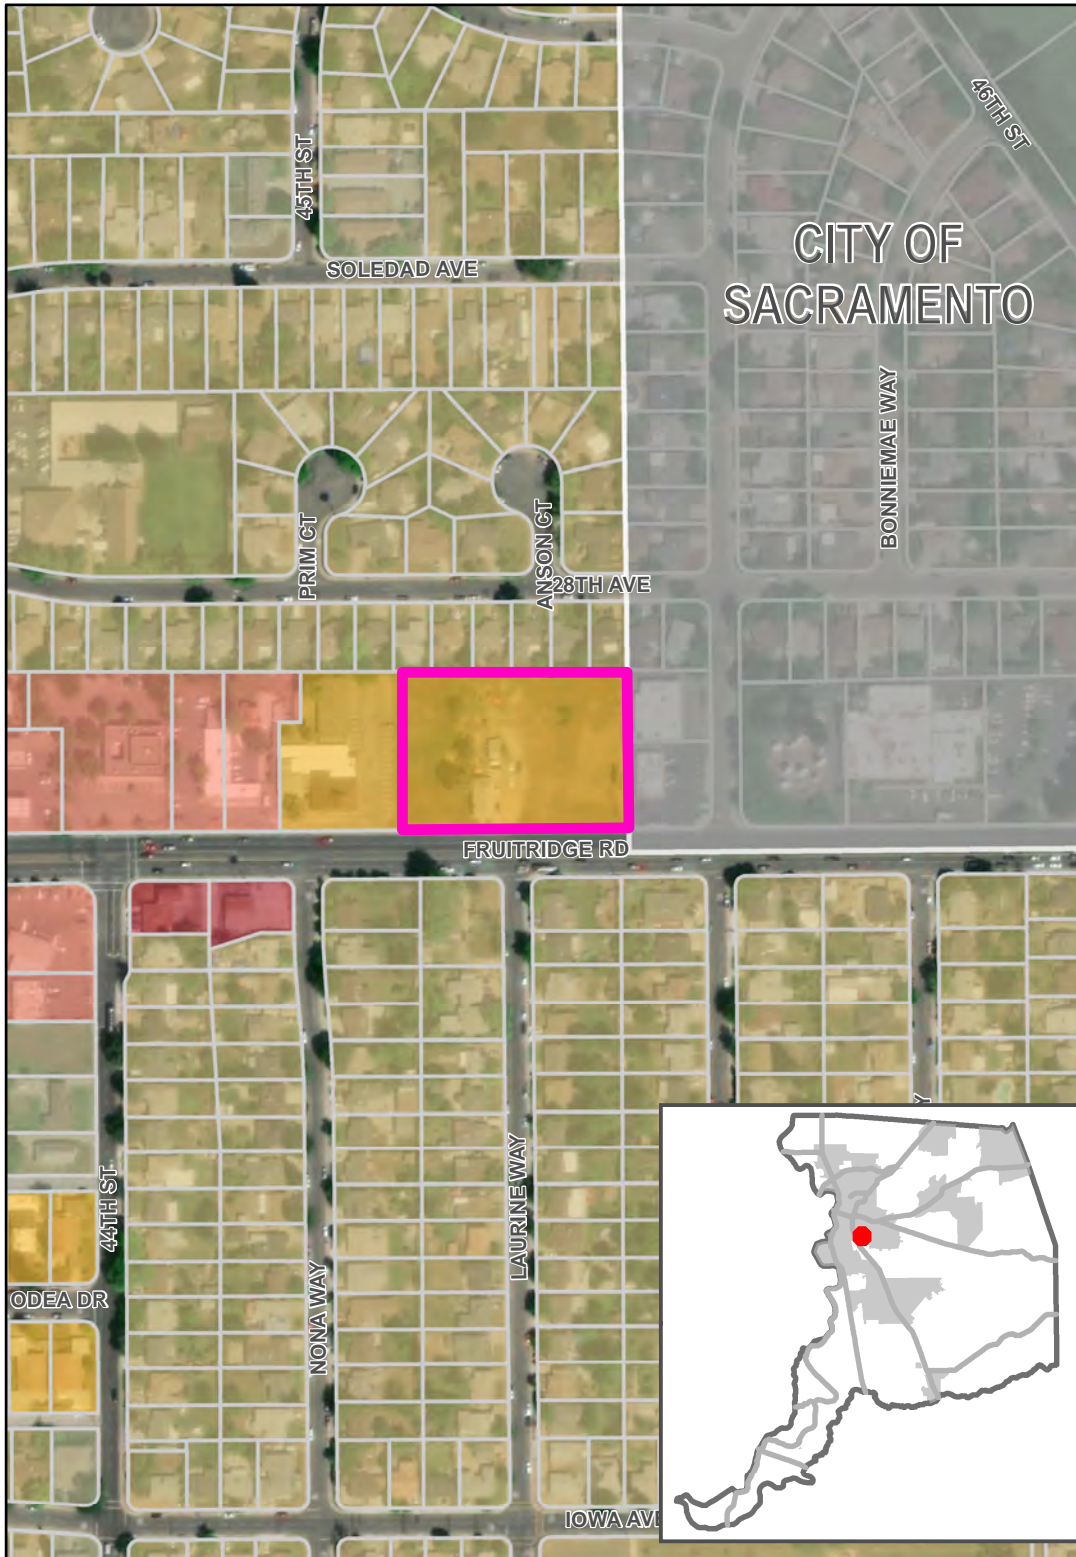 46TH ST
45TH ST
CITY OF
SACRAMENTO
SOLEDAD AVE
BONNIEMAE WAY
PRIM CT
ANSON CT
28TH AVE
FRUITRIDGE RD
44TH ST
LAURINE WAY
NONA WAY
ODEA DR
IOWA AVE